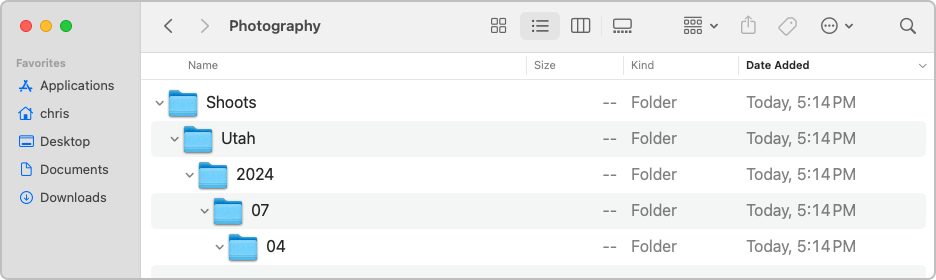 Photography
Favorites
Applications
chris
Desktop
Documents
Downloads
Name Size Kind Date Added
Shoots -- Folder Today, 5:14 PM
Utah -- Folder Today, 5:14 PM
2024 -- Folder Today, 5:14 PM
07 -- Folder Today, 5:14 PM
04 -- Folder Today, 5:14 PM